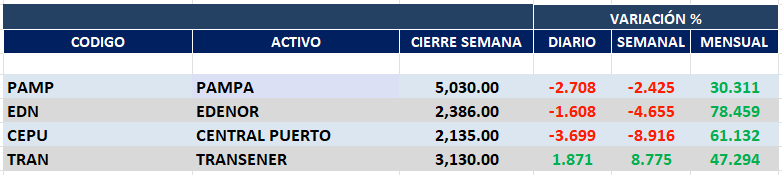 VARIACIÓN %
CODIGO ACTIVO CIERRE SEMANA DIARIO SEMANAL MENSUAL
PAMP PAMPA 5,030.00 -2.708 -2.425 30.311
EDN EDENOR 2,386.00 -1.608 -4.655 78.459
CEPU CENTRAL PUERTO 2,135.00 -3.699 -8.916 61.132
TRAN TRANSENER 3,130.00 1.871 8.775 47.294